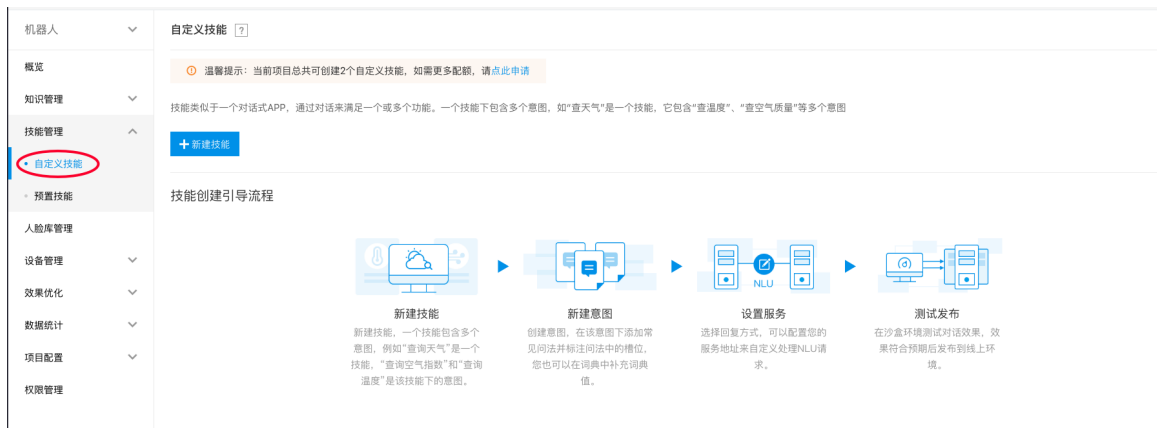 机器人
概览
知识管理
技能管理
自定义技能
预置技能
人脸库管理
设备管理
效果优化
数据统计
项目配置
权限管理
自定义技能 ?
温馨提示：当前项目总共可创建2个自定义技能，如需更多配额，请点此申请
技能类似于一个对话式APP，通过对话来满足一个或多个功能。一个技能下包含多个意图，如“查天气”是一个技能，它包含“查温度”、“查空气质量”等多个意图
新建技能
技能创建引导流程
NLU
新建技能
新建技能，一个技能包含多个
意图，例如“查询天气”是一个
技能，“查询空气指数”和“查询
温度”是该技能下的意图。
新建意图
创建意图，在该意图下添加常
见问法并标注问法中的槽位，
您也可以在词典中补充词典
值。
设置服务
选择回复方式，可以配置您的
服务地址来自定义处理NLU请
求。
测试发布
在沙盒环境测试对话效果，效
果符合预期后发布到线上环
境。